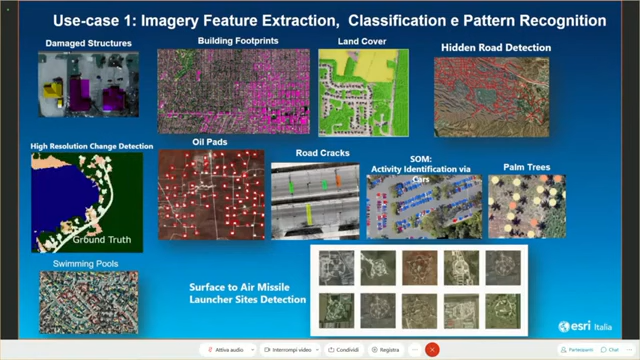 Use-case 1: Imagery Feature Extraction, Classification e Pattern Recognition
Damaged Structures
Building Footprints
Land Cover
Hidden Road Detection
High Resolution Change Detection
Ground Truth
Oil Pads
Road Cracks
SOM:
Activity Identification via
Cars
Palm Trees
Swimming Pools
Surface to Air Missile
Launcher Sites Detection
esri Italia
Attiva audio
Interrompi video
Condividi
Registra
Partecipanti
Chat